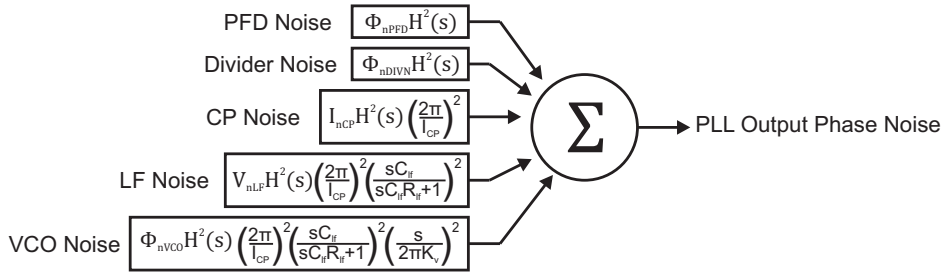 PFD Noise Φ_nPFD H²(s)
Divider Noise Φ_nDIVN H²(s)
CP Noise I_nCP H²(s) (2π/I_CP)²
Σ
PLL Output Phase Noise
LF Noise V_nLF H²(s) (2π/I_CP)² (sC_lf/sC_lf R_lf+1)²
VCO Noise Φ_nVCO H²(s) (2π/I_CP)² (sC_lf/sC_lf R_lf+1)² (s/2πK_v)²